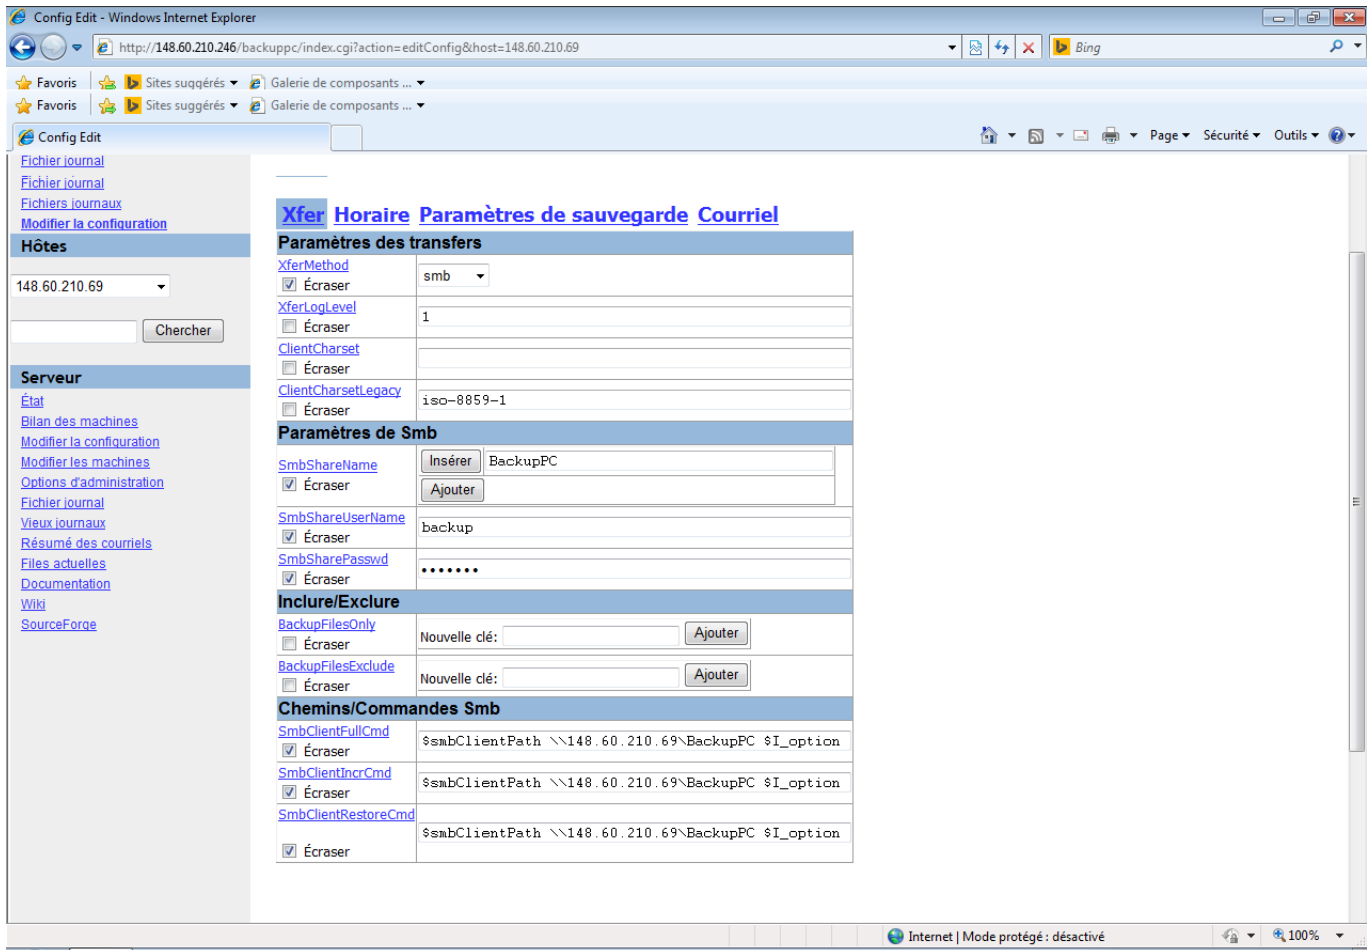 Config Edit - Windows Internet Explorer
http://148.60.210.246/backuppc/index.cgi?action=editConfig&host=148.60.210.69
Bing
Favoris Sites suggérés Galerie de composants ...
Favoris Sites suggérés Galerie de composants ...
Config Edit
Page Sécurité Outils
Fichier journal
Fichier journal
Fichiers journaux
Modifier la configuration
Hôtes
148.60.210.69
Chercher
Serveur
État
Bilan des machines
Modifier la configuration
Modifier les machines
Options d'administration
Fichier journal
Vieux journaux
Résumé des courriels
Files actuelles
Documentation
Wiki
SourceForge
Xfer Horaire Paramètres de sauvegarde Courriel
Paramètres des transfers
XferMethod
Écraser
smb
XferLogLevel
Écraser
1
ClientCharset
Écraser
ClientCharsetLegacy
Écraser
iso-8859-1
Paramètres de Smb
SmbShareName
Écraser
Insérer BackupPC
Ajouter
SmbShareUserName
Écraser
backup
SmbSharePasswd
Écraser
•••••••
Inclure/Exclure
BackupFilesOnly
Écraser
Nouvelle clé: Ajouter
BackupFilesExclude
Écraser
Nouvelle clé: Ajouter
Chemins/Commandes Smb
SmbClientFullCmd
Écraser
$smbClientPath \\148.60.210.69\BackupPC $I_option
SmbClientIncrCmd
Écraser
$smbClientPath \\148.60.210.69\BackupPC $I_option
SmbClientRestoreCmd
Écraser
$smbClientPath \\148.60.210.69\BackupPC $I_option
Internet | Mode protégé : désactivé
100%